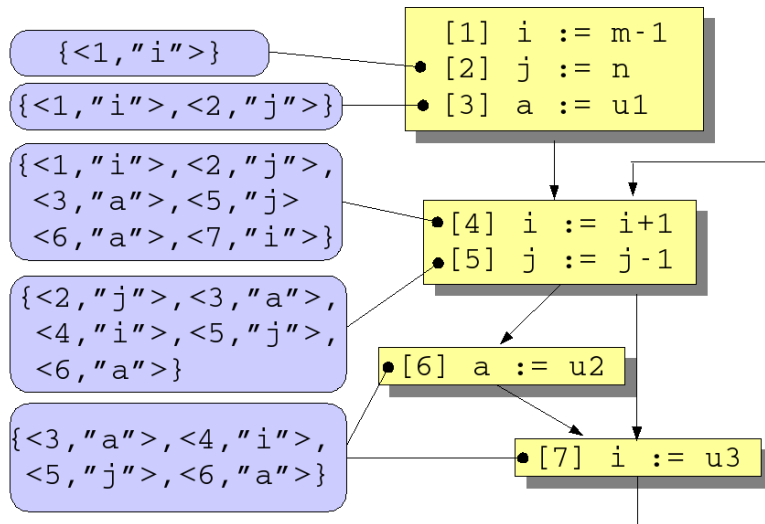 {<1,”i”>}
{<1,”i”>,<2,”j”>}
{<1,”i”>,<2,”j”>,
<3,”a”>,<5,”j>
<6,”a”>,<7,”i”>}
{<2,”j”>,<3,”a”>,
<4,”i”>,<5,”j”>,
<6,”a”>}
{<3,”a”>,<4,”i”>,
<5,”j”>,<6,”a”>}
[1] i := m-1
[2] j := n
[3] a := u1
[4] i := i+1
[5] j := j-1
[6] a := u2
[7] i := u3